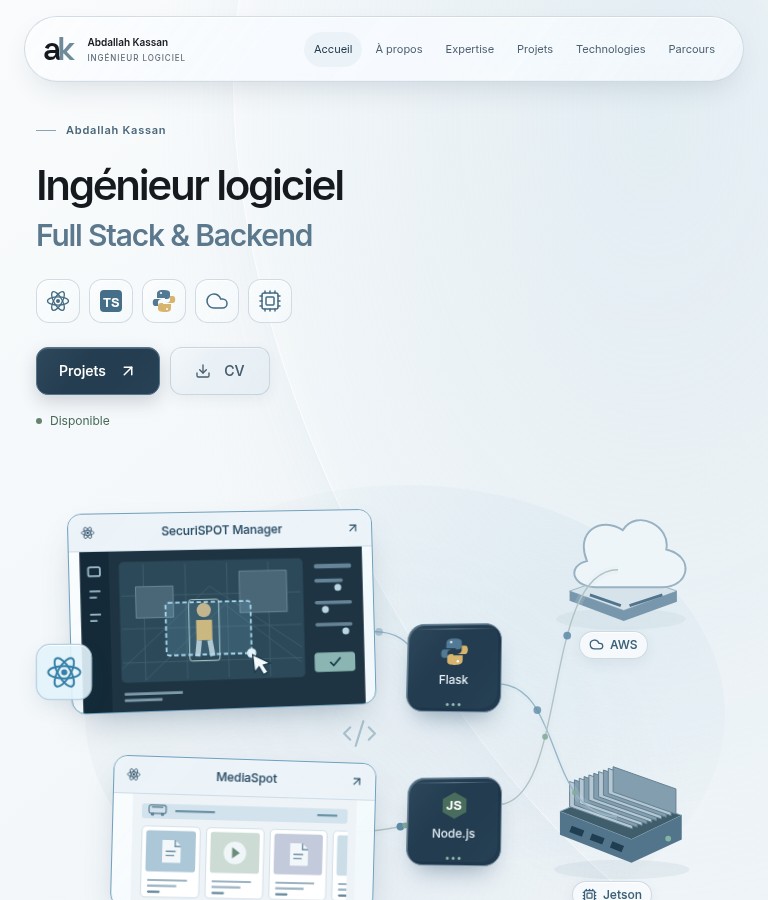 ak
Abdallah Kassan
INGÉNIEUR LOGICIEL
Accueil
À propos
Expertise
Projets
Technologies
Parcours
Abdallah Kassan
Ingénieur logiciel
Full Stack & Backend
TS
Projets
CV
Disponible
SecuriSPOT Manager
AWS
Flask
</>
MediaSpot
JS
Node.js
Jetson